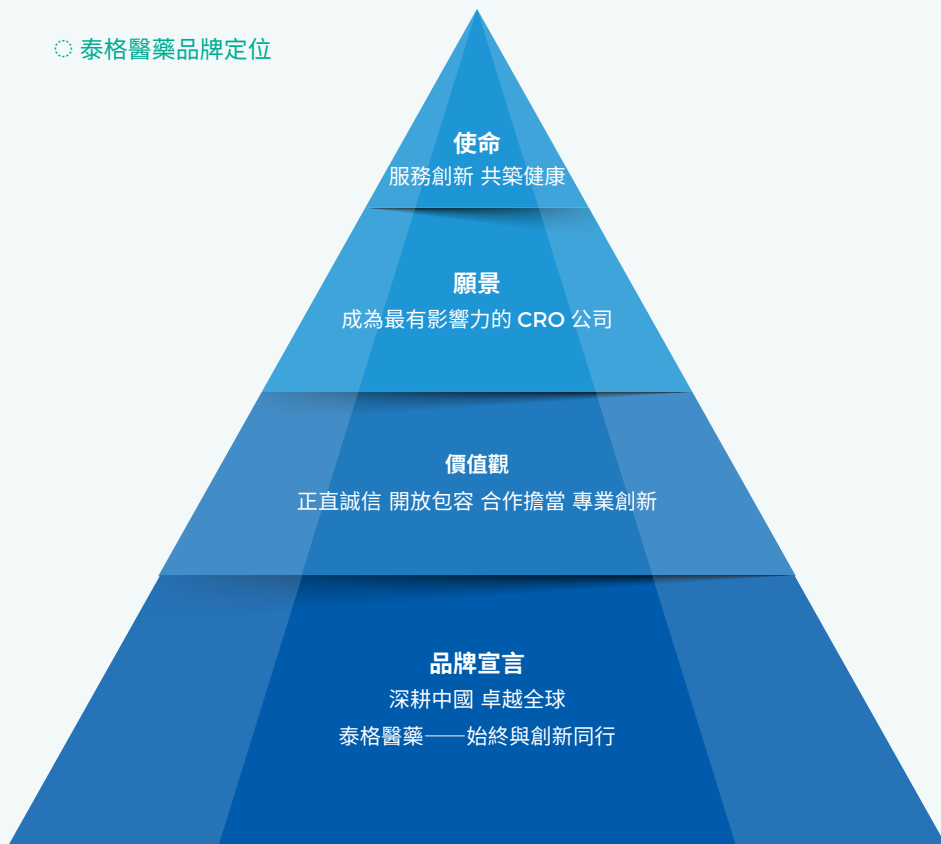 泰格醫藥品牌定位
使命
服務創新 共築健康
願景
成為最有影響力的 CRO 公司
價值觀
正直誠信 開放包容 合作擔當 專業創新
品牌宣言
深耕中國 卓越全球
泰格醫藥——始終與創新同行